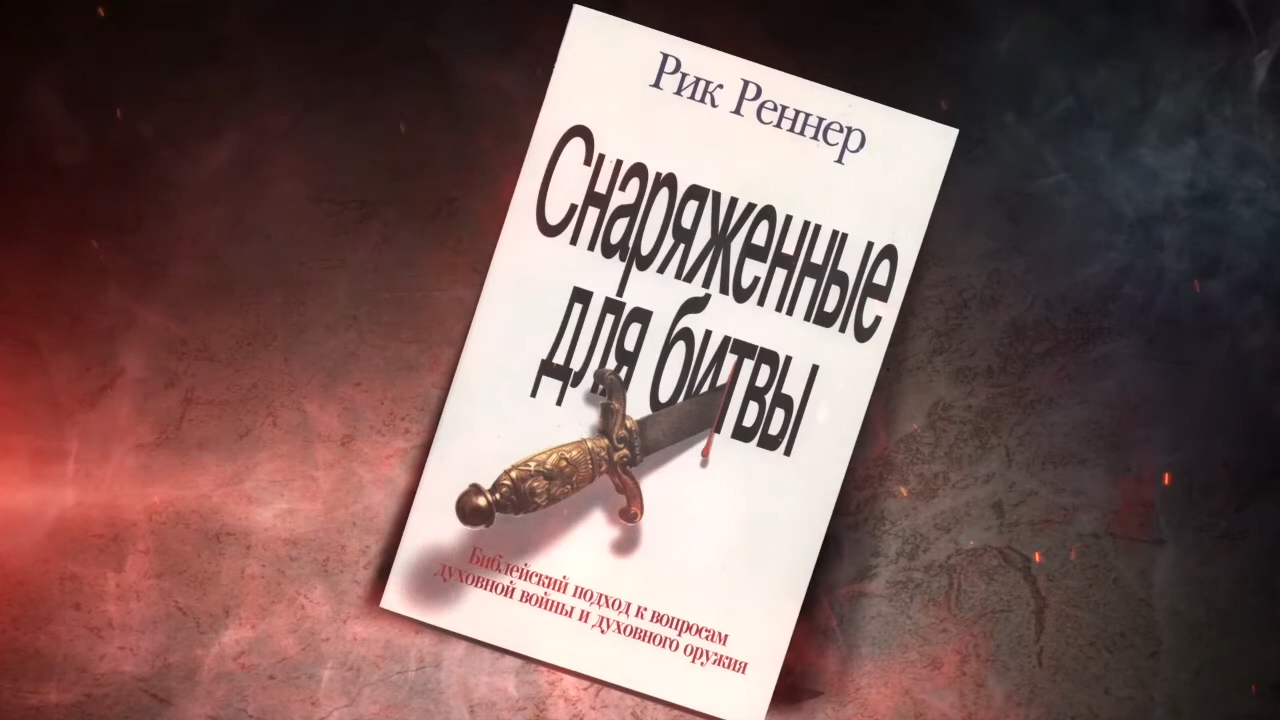 Рик Реннер
Снаряженные
для битвы
Библейский подход к вопросам
духовной войны и духовного оружия